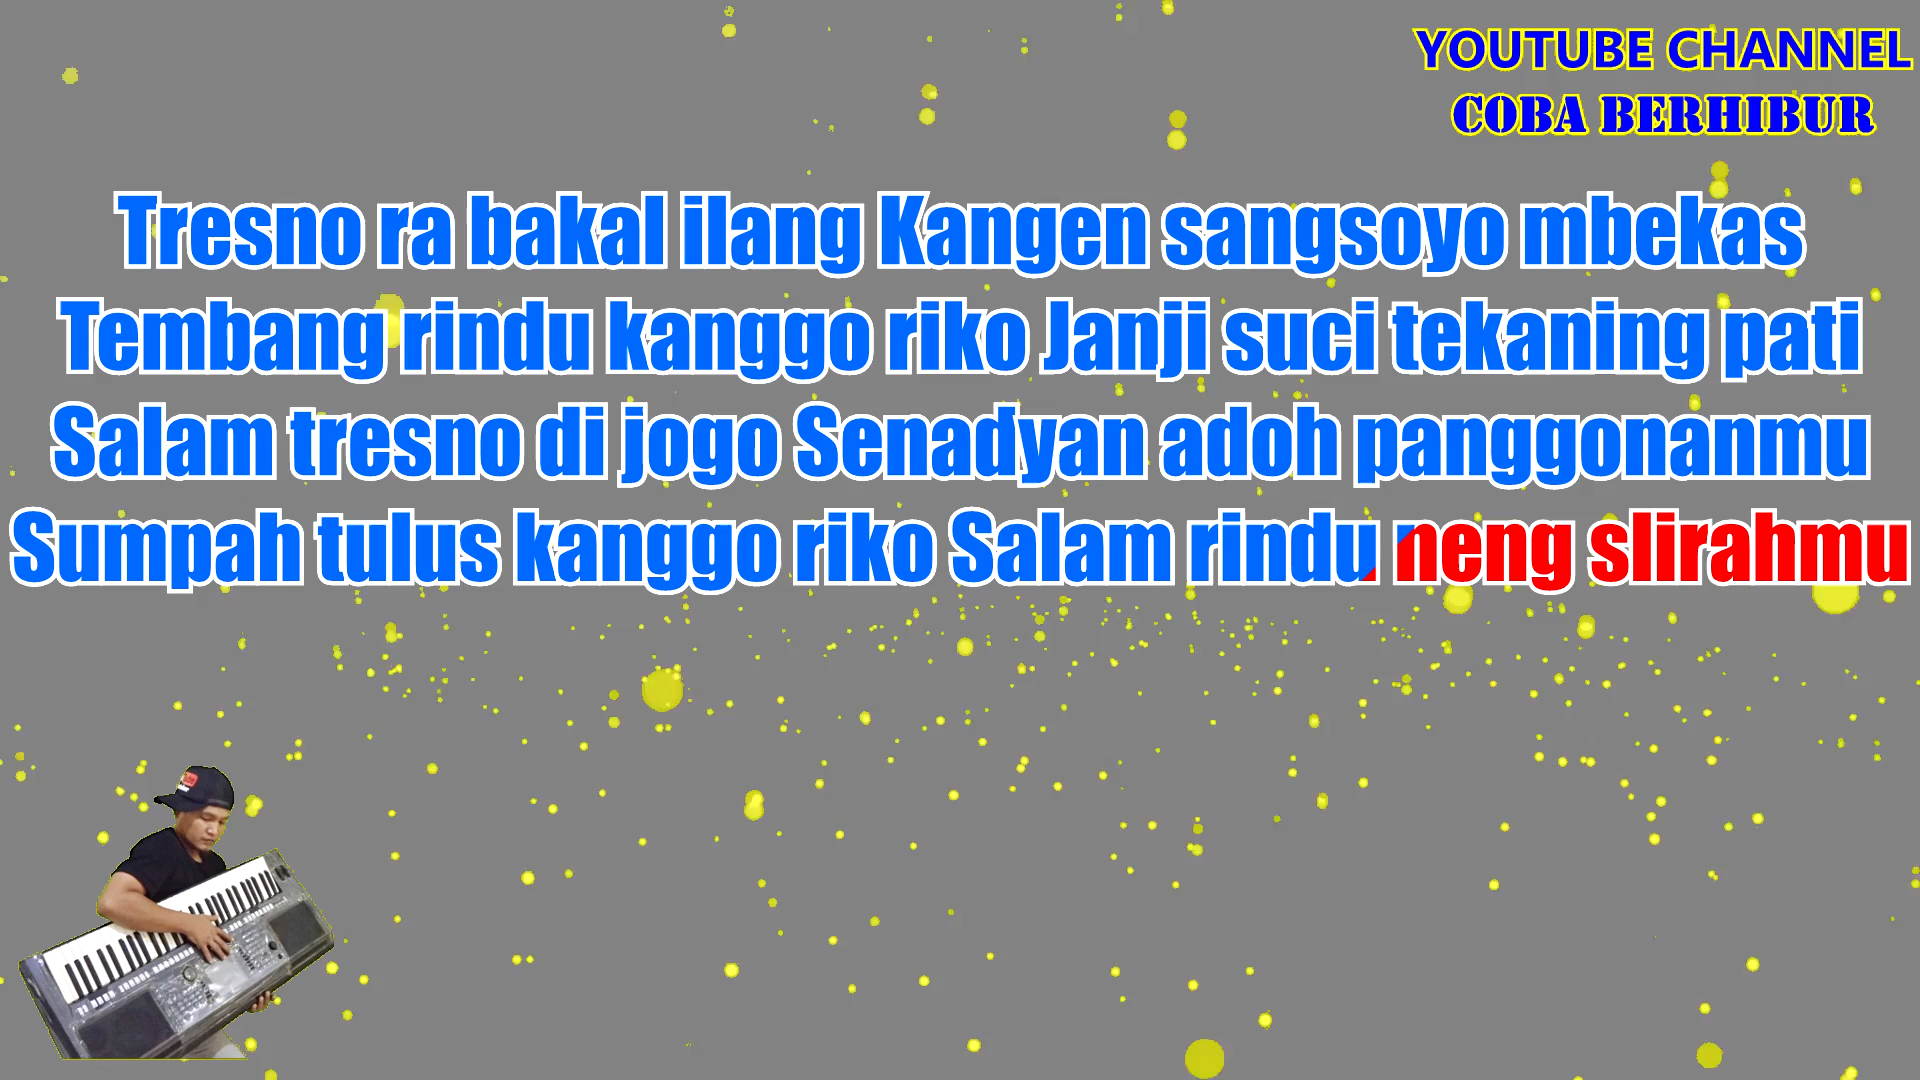 YOUTUBE CHANNEL
COBA BERHIBUR
Tresno ra bakal ilang Kangen sangsoyo mbekas
Tembang rindu kanggo riko Janji suci tekaning pati
Salam tresno di jogo Senadyan adoh panggonanmu
Sumpah tulus kanggo riko Salam rindu neng slirahmu